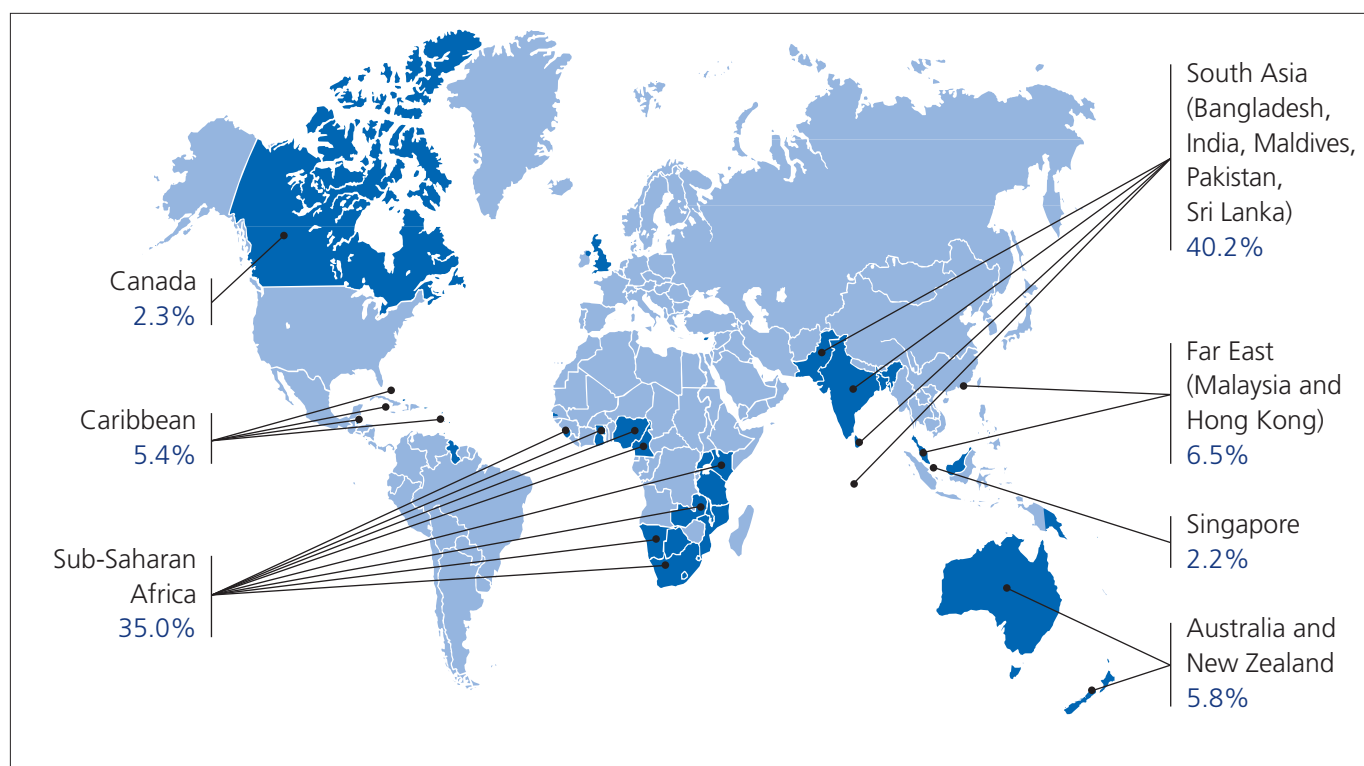 Canada
2.3%
Caribbean
5.4%
Sub-Saharan
Africa
35.0%
South Asia
(Bangladesh,
India, Maldives,
Pakistan,
Sri Lanka)
40.2%
Far East
(Malaysia and
Hong Kong)
6.5%
Singapore
2.2%
Australia and
New Zealand
5.8%